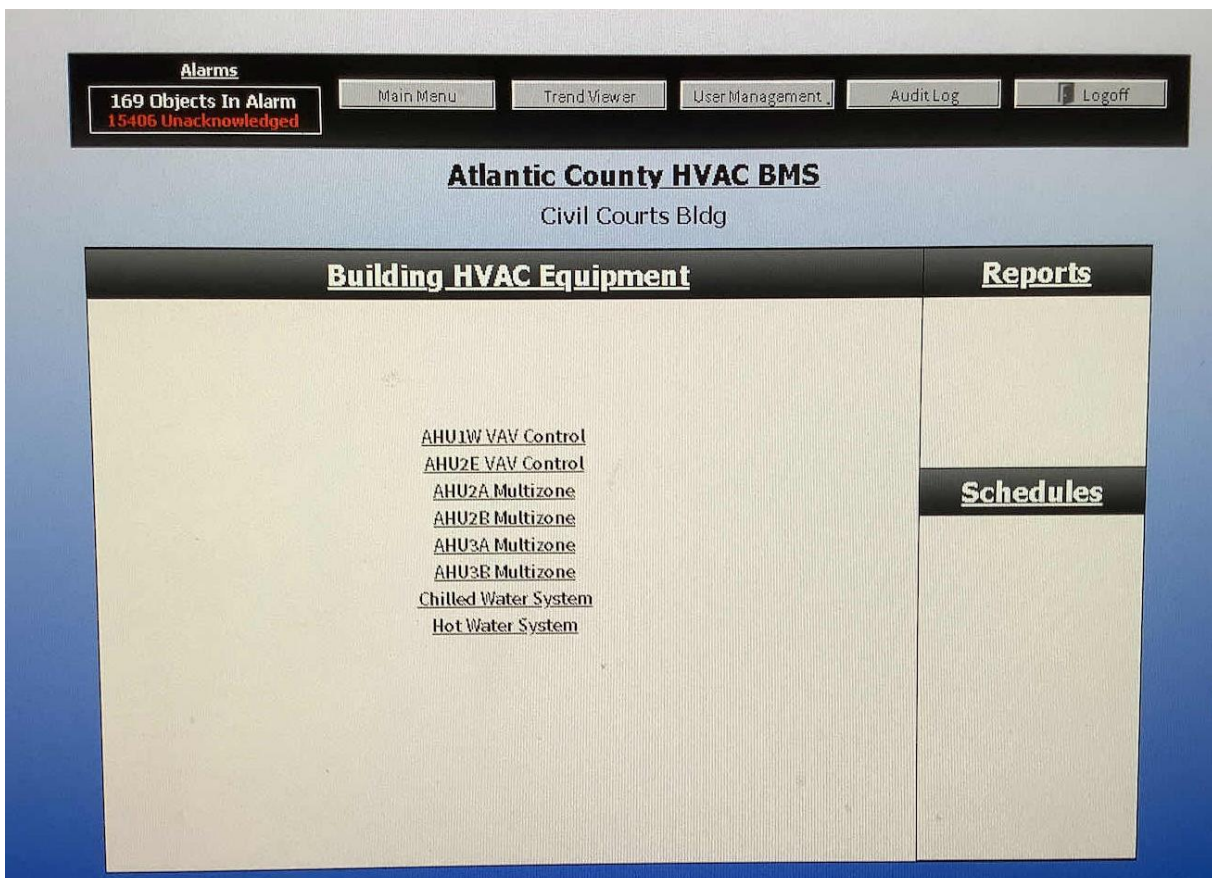 Alarms
169 Objects In Alarm
15406 Unacknowledged
Main Menu
Trend Viewer
User Management
Audit Log
Logoff
Atlantic County HVAC BMS
Civil Courts Bldg
Building HVAC Equipment
Reports
AHU1W VAV Control
AHU2E VAV Control
AHU2A Multizone
AHU2B Multizone
AHU3A Multizone
AHU3B Multizone
Chilled Water System
Hot Water System
Schedules